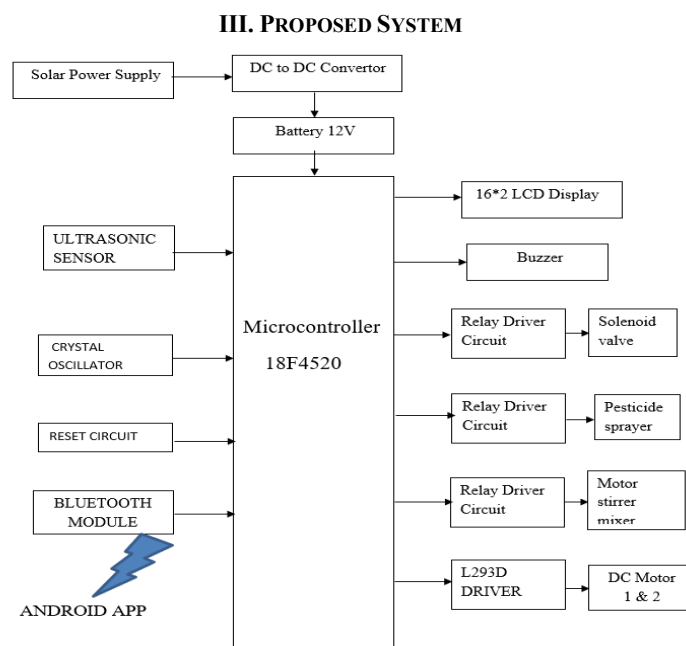 III. PROPOSED SYSTEM
Solar Power Supply
DC to DC Convertor
Battery 12V
16*2 LCD Display
ULTRASONIC
SENSOR
Buzzer
Microcontroller
18F4520
Relay Driver
Circuit
Solenoid
valve
CRYSTAL
OSCILLATOR
Relay Driver
Circuit
Pesticide
sprayer
RESET CIRCUIT
Relay Driver
Circuit
Motor
stirrer
mixer
BLUETOOTH
MODULE
L293D
DRIVER
DC Motor
1 & 2
ANDROID APP